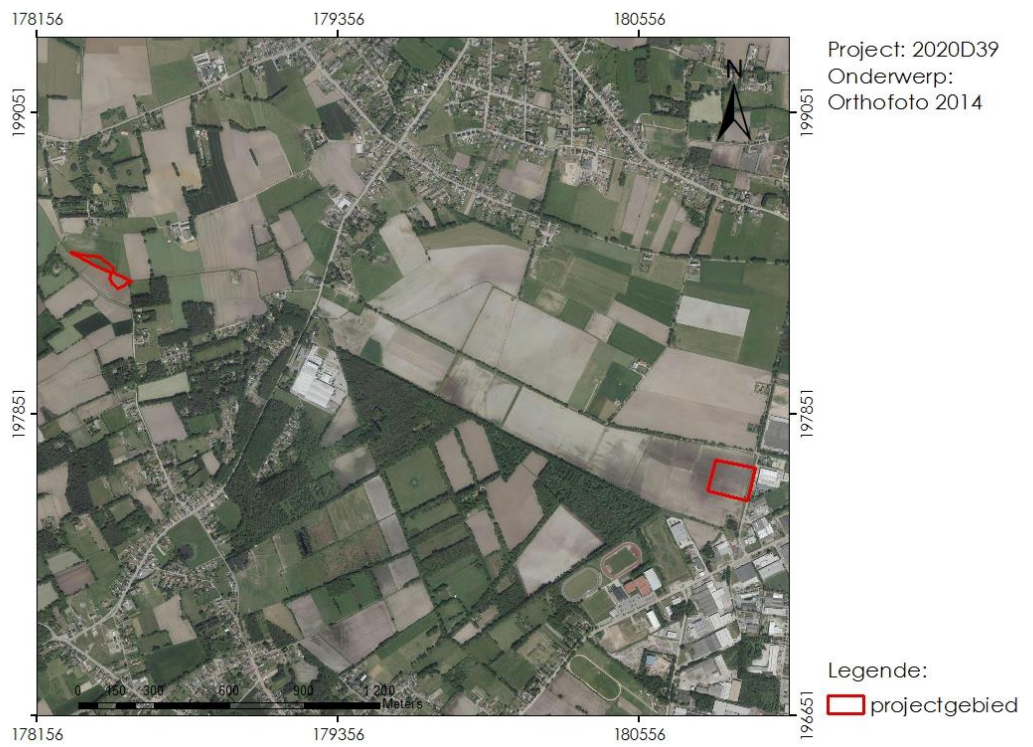 178156 179356 180556
Project: 2020D39
Onderwerp:
Orthofoto 2014
N
199051 199051
197851 197851
Legende:
projectgebied
0 150 300 600 900 1 200
Meters
196651
178156 179356 180556